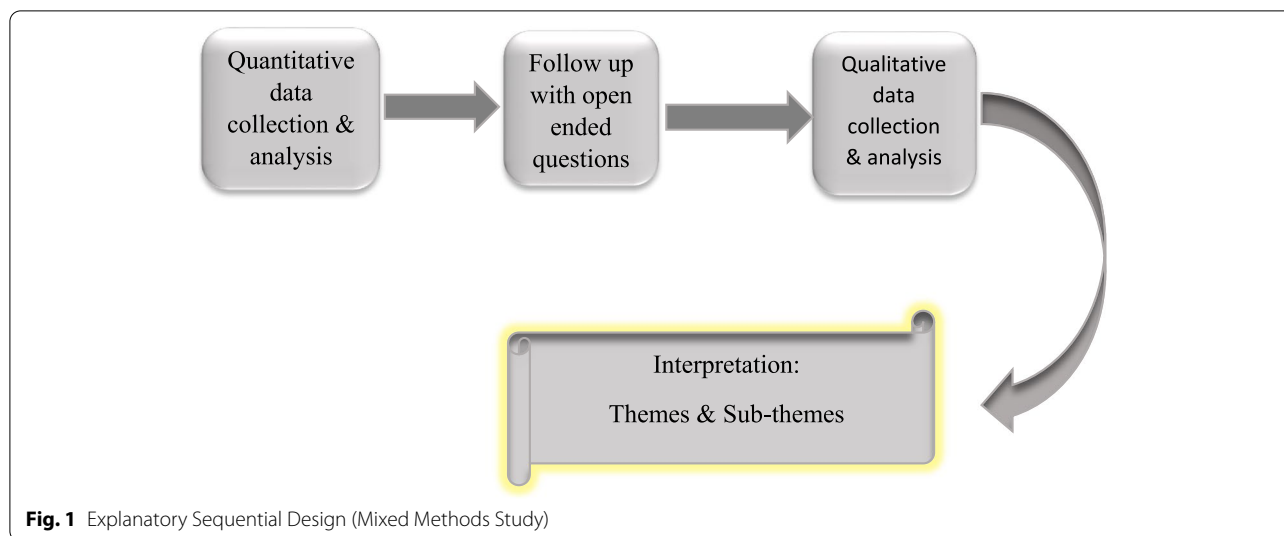 Quantitative
data
collection &
analysis
Follow up
with open
ended
questions
Qualitative
data
collection
& analysis
Interpretation:
Themes & Sub-themes
Fig. 1 Explanatory Sequential Design (Mixed Methods Study)